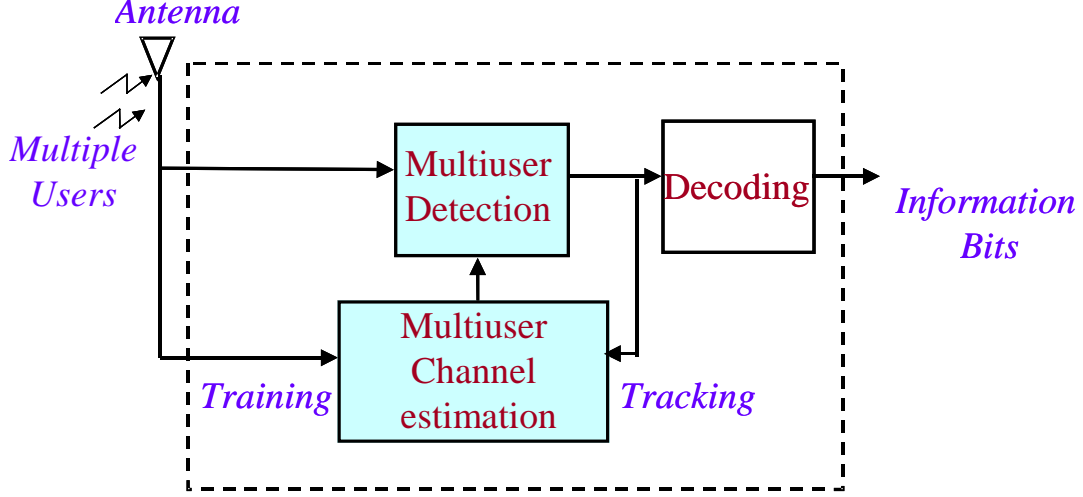 Antenna
Multiple
Users
Multiuser
Detection
Decoding
Information
Bits
Multiuser
Channel
estimation
Training
Tracking